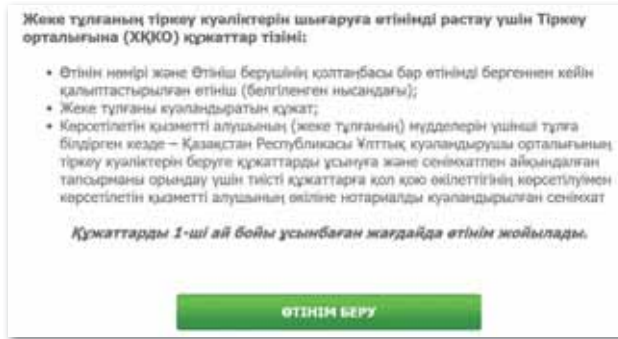 Жеке тұлғаның тіркеу куәліктерін шығаруға өтінімді растау үшін Тіркеу
орталығына (ХҚКО) құжаттар тізімі:
• Өтінім нөмірі және Өтініш берушінің қолтаңбасы бар өтінімді бергеннен кейін
қалыптастырылған өтініш (белгіленген нысандағы);
• Жеке тұлғаны куәландыратын құжат;
• Көрсетілетін қызметті алушының (жеке тұлғаның) мүдделерін үшінші тұлға
білдірген кезде – Қазақстан Республикасы Ұлттық куәландырушы орталығының
тіркеу куәліктерін беруге құжаттарды ұсынуға және сенімхатпен айқындалған
тапсырманы орындау үшін тиісті құжаттарға қол қою өкілеттігінің көрсетілуімен
көрсетілетін қызметті алушының өкіліне нотариалды куәландырылған сенімхат
Құжаттарды 1-ші ай бойы ұсынбаған жағдайда өтінім жойылады.
ӨТІНІМ БЕРУ